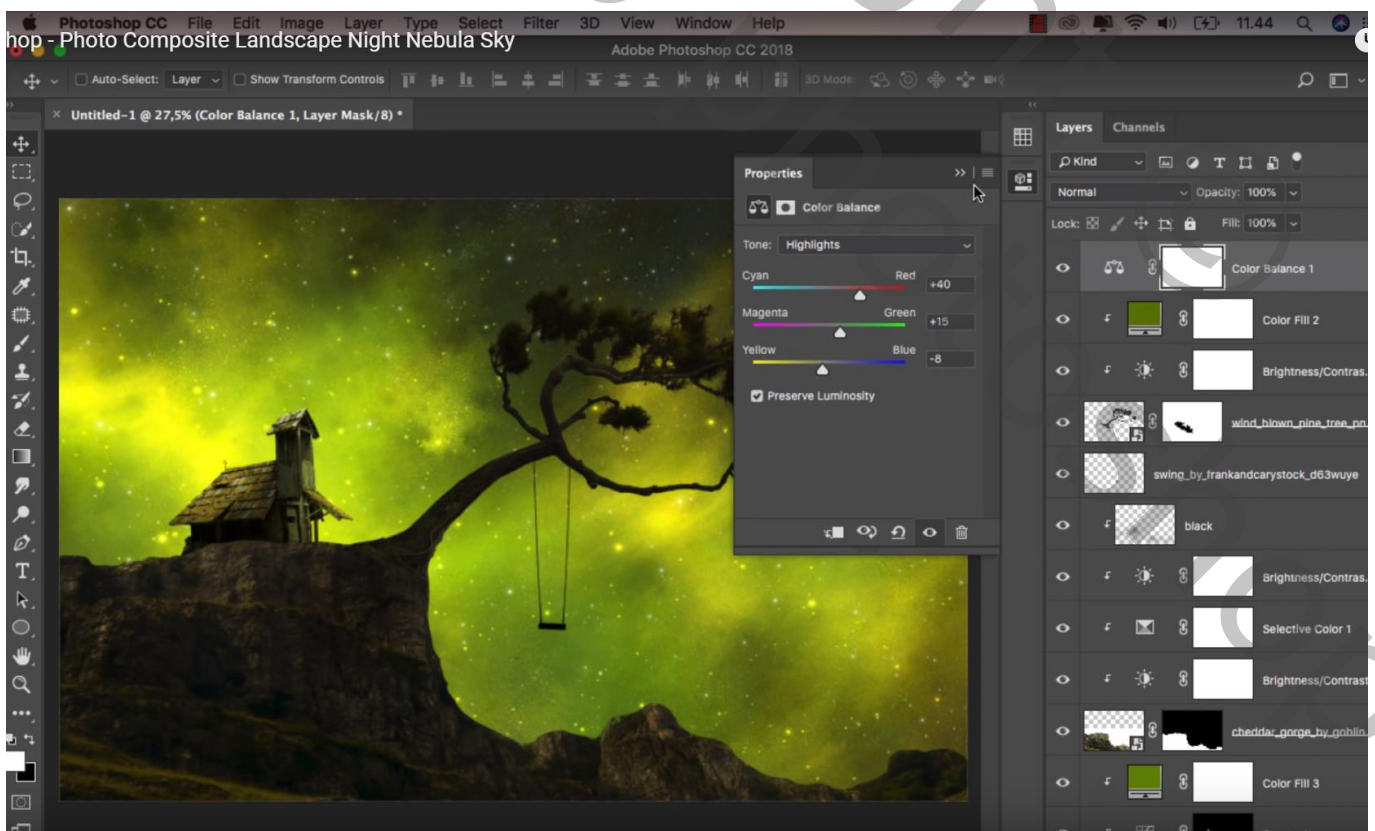 Photoshop CC File Edit Image Layer Type Select Filter 3D View Window Help 11.44
hop - Photo Composite Landscape Night Nebula Sky
Adobe Photoshop CC 2018
Auto-Select: Layer Show Transform Controls 3D Mode:
× Untitled-1 @ 27,5% (Color Balance 1, Layer Mask/8) *
Properties
Color Balance
Tone: Highlights
Cyan Red +40
Magenta Green +15
Yellow Blue -8
Preserve Luminosity
Layers Channels
Kind
Normal Opacity: 100%
Lock: Fill: 100%
Color Balance 1
Color Fill 2
Brightness/Contras.
wind_blown_pine_tree_pn.
swing_by_frankandcarystock_d63wuye
black
Brightness/Contras.
Selective Color 1
Brightness/Contrast
cheddar_gorge_by_goblin.
Color Fill 3